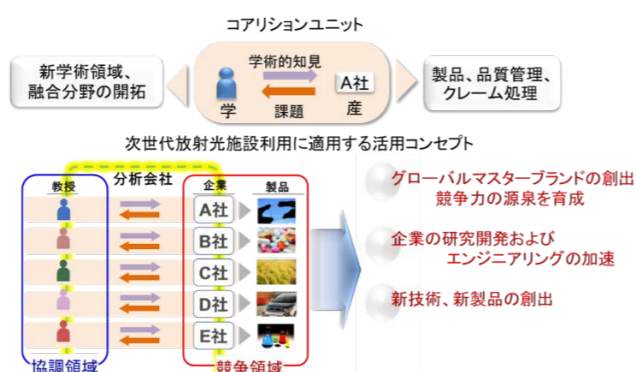 コアリションユニット
新学術領域、
融合分野の開拓
学術的知見
学
課題
A社
産
製品、品質管理、
クレーム処理
次世代放射光施設利用に適用する活用コンセプト
教授
分析会社
企業
製品
A社
B社
C社
D社
E社
協調領域
競争領域
グローバルマスターブランドの創出
競争力の源泉を育成
企業の研究開発および
エンジニアリングの加速
新技術、新製品の創出